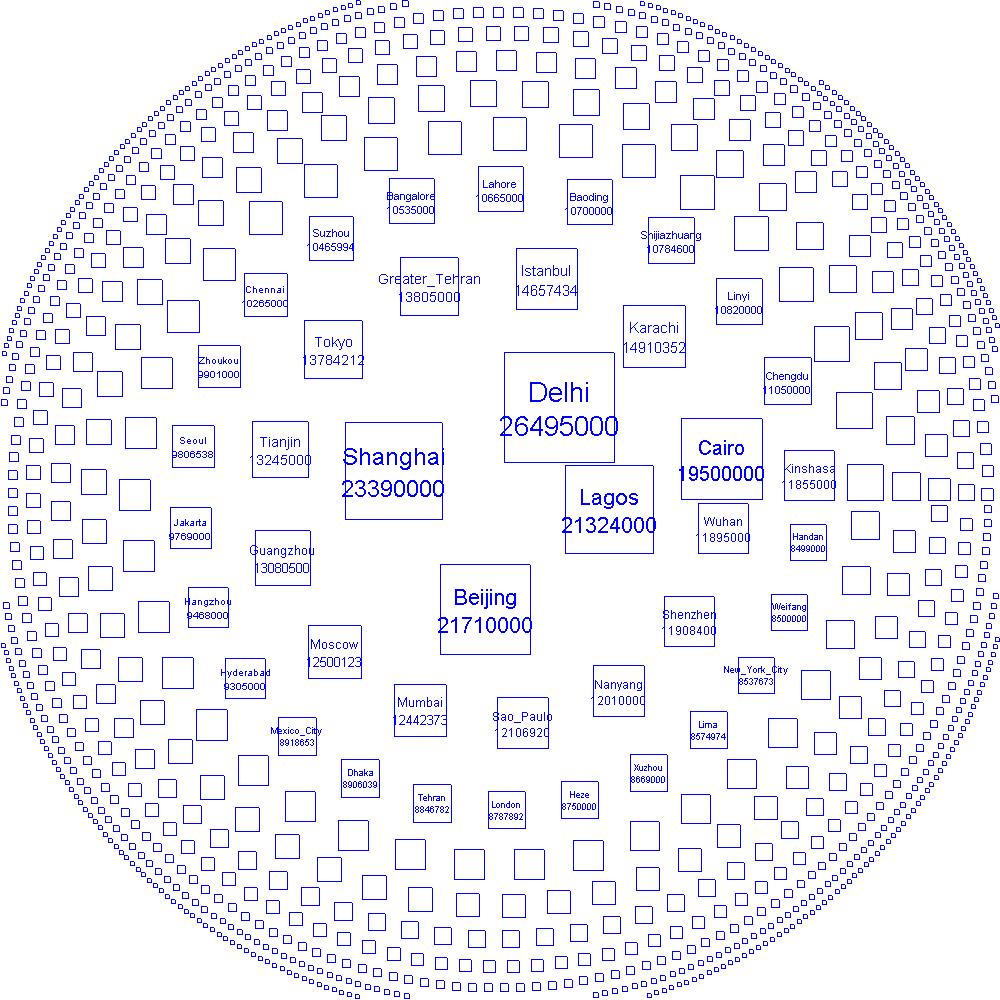 Lahore
10665000
Bangalore
10535000
Baoding
10700000
Suzhou
10465994
Shijiazhuang
10784600
Greater_Tehran
13805000
Istanbul
14657434
Chennai
10265000
Linyi
10820000
Karachi
14910352
Tokyo
13784212
Zhoukou
9901000
Chengdu
11050000
Delhi
26495000
Seoul
9806538
Tianjin
13245000
Shanghai
23390000
Cairo
19500000
Kinshasa
11855000
Lagos
21324000
Jakarta
9769000
Wuhan
11895000
Handan
8499000
Guangzhou
13080500
Hangzhou
9468000
Beijing
21710000
Shenzhen
11908400
Weifang
8500000
Moscow
12500123
Hyderabad
9305000
New_York_City
8537673
Nanyang
12010000
Mumbai
12442373
Sao_Paulo
12106920
Mexico_City
8918653
Lima
8574974
Dhaka
8906039
Xuzhou
8669000
Tehran
8846782
London
8787892
Heze
8750000